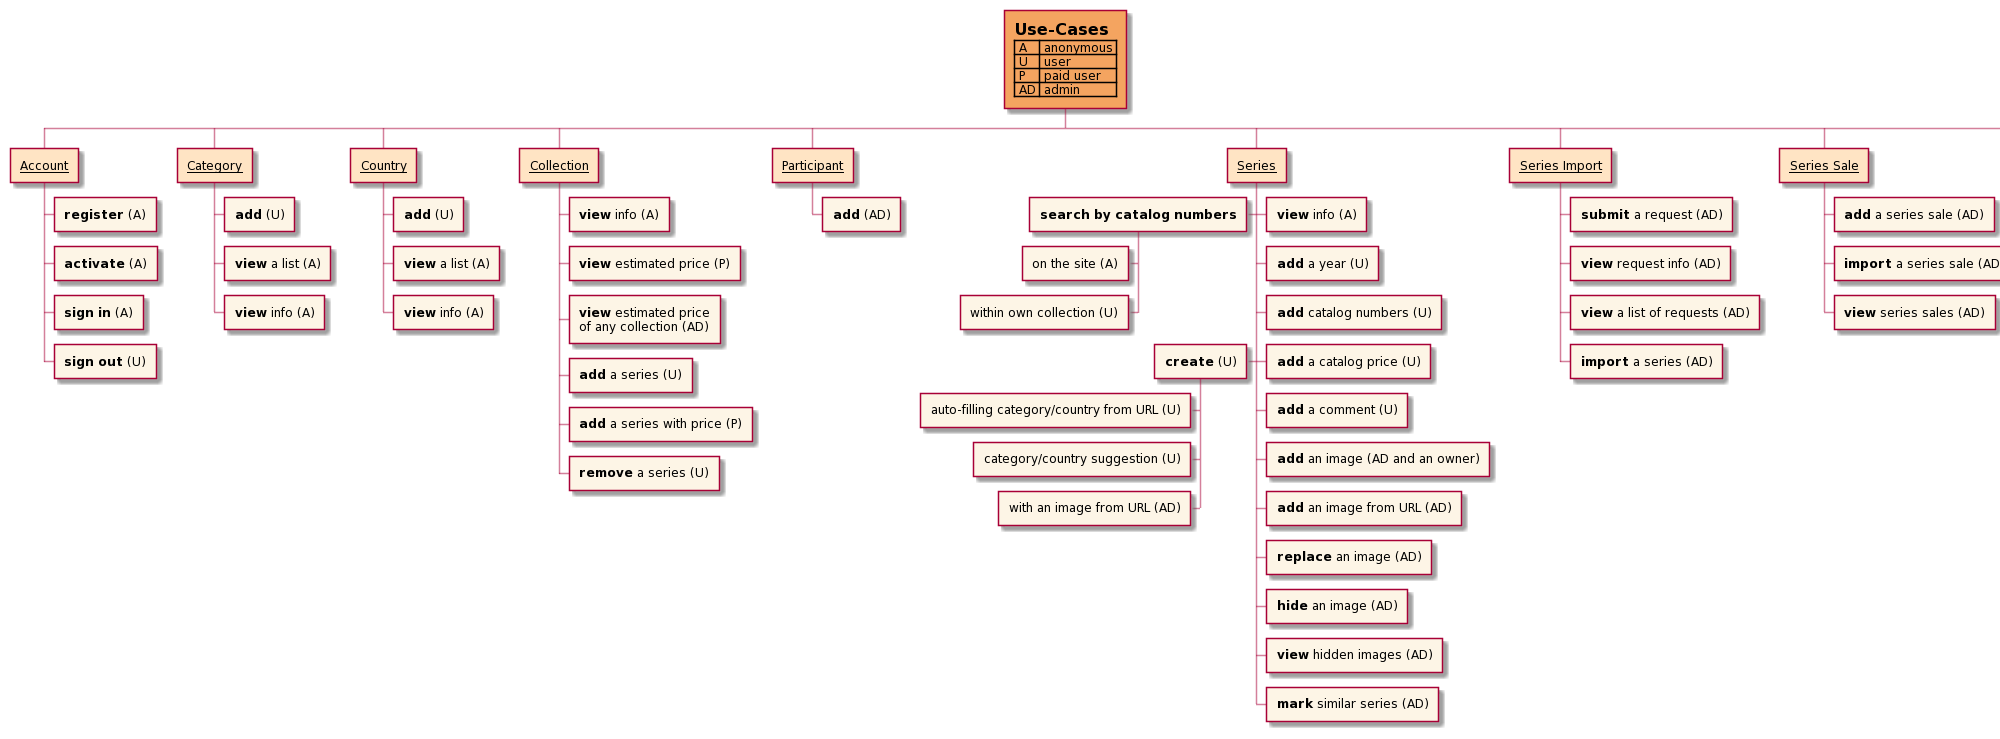 Use-Cases
A anonymous
U user
P paid user
AD admin
Account
register (A)
activate (A)
sign in (A)
sign out (U)
Category
add (U)
view a list (A)
view info (A)
Country
add (U)
view a list (A)
view info (A)
Collection
view info (A)
view estimated price (P)
view estimated price
of any collection (AD)
add a series (U)
add a series with price (P)
remove a series (U)
Participant
add (AD)
Series
search by catalog numbers
on the site (A)
within own collection (U)
create (U)
auto-filling category/country from URL (U)
category/country suggestion (U)
with an image from URL (AD)
view info (A)
add a year (U)
add catalog numbers (U)
add a catalog price (U)
add a comment (U)
add an image (AD and an owner)
add an image from URL (AD)
replace an image (AD)
hide an image (AD)
view hidden images (AD)
mark similar series (AD)
Series Import
submit a request (AD)
view request info (AD)
view a list of requests (AD)
import a series (AD)
Series Sale
add a series sale (AD)
import a series sale (AD
view series sales (AD)